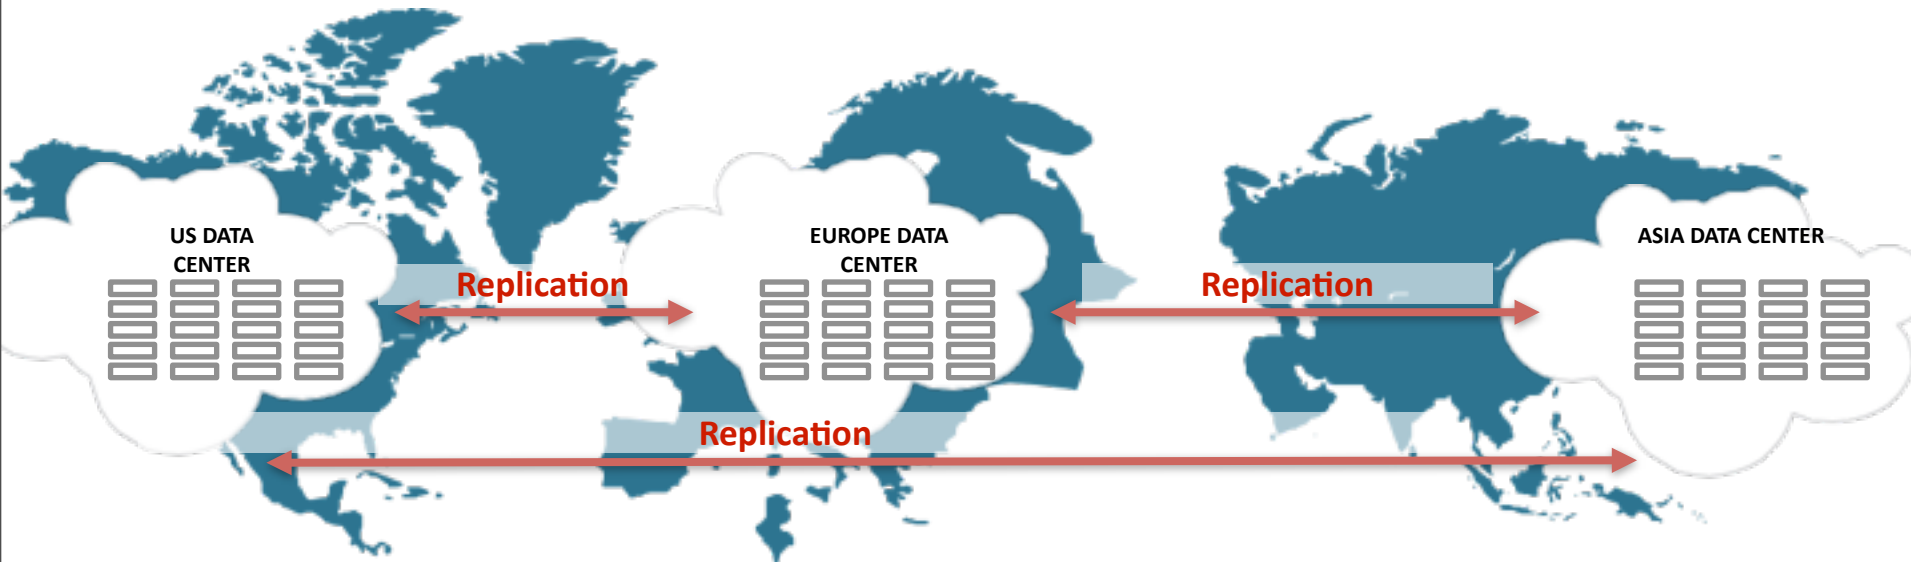 US DATA
CENTER
EUROPE DATA
CENTER
ASIA DATA CENTER
Replication
Replication
Replication